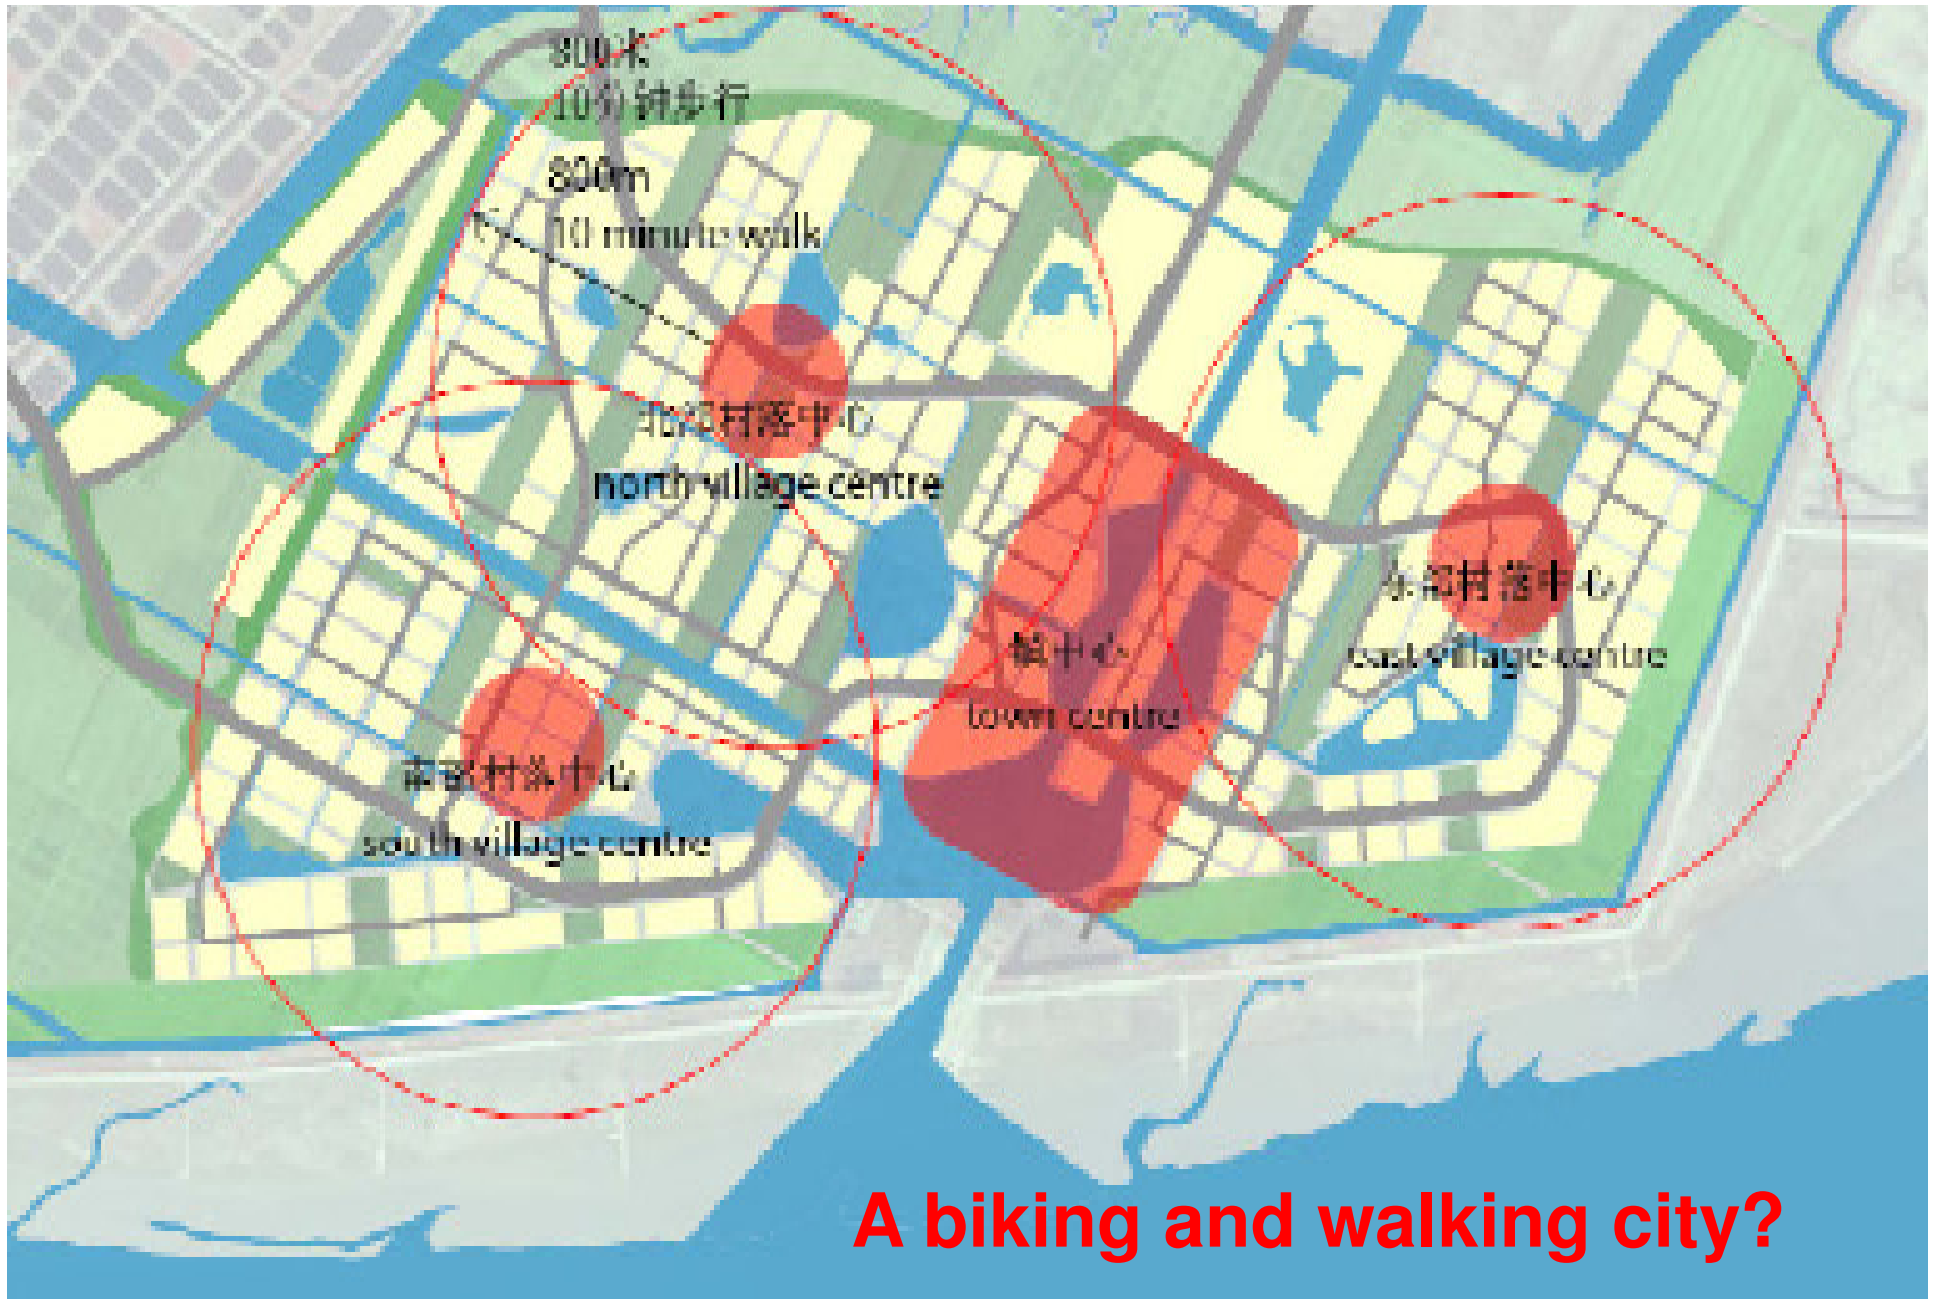 800米
10分钟步行
800m
10 minute walk
北部村落中心
north village centre
东部村落中心
east village centre
镇中心
town centre
南部村落中心
south village centre
A biking and walking city?